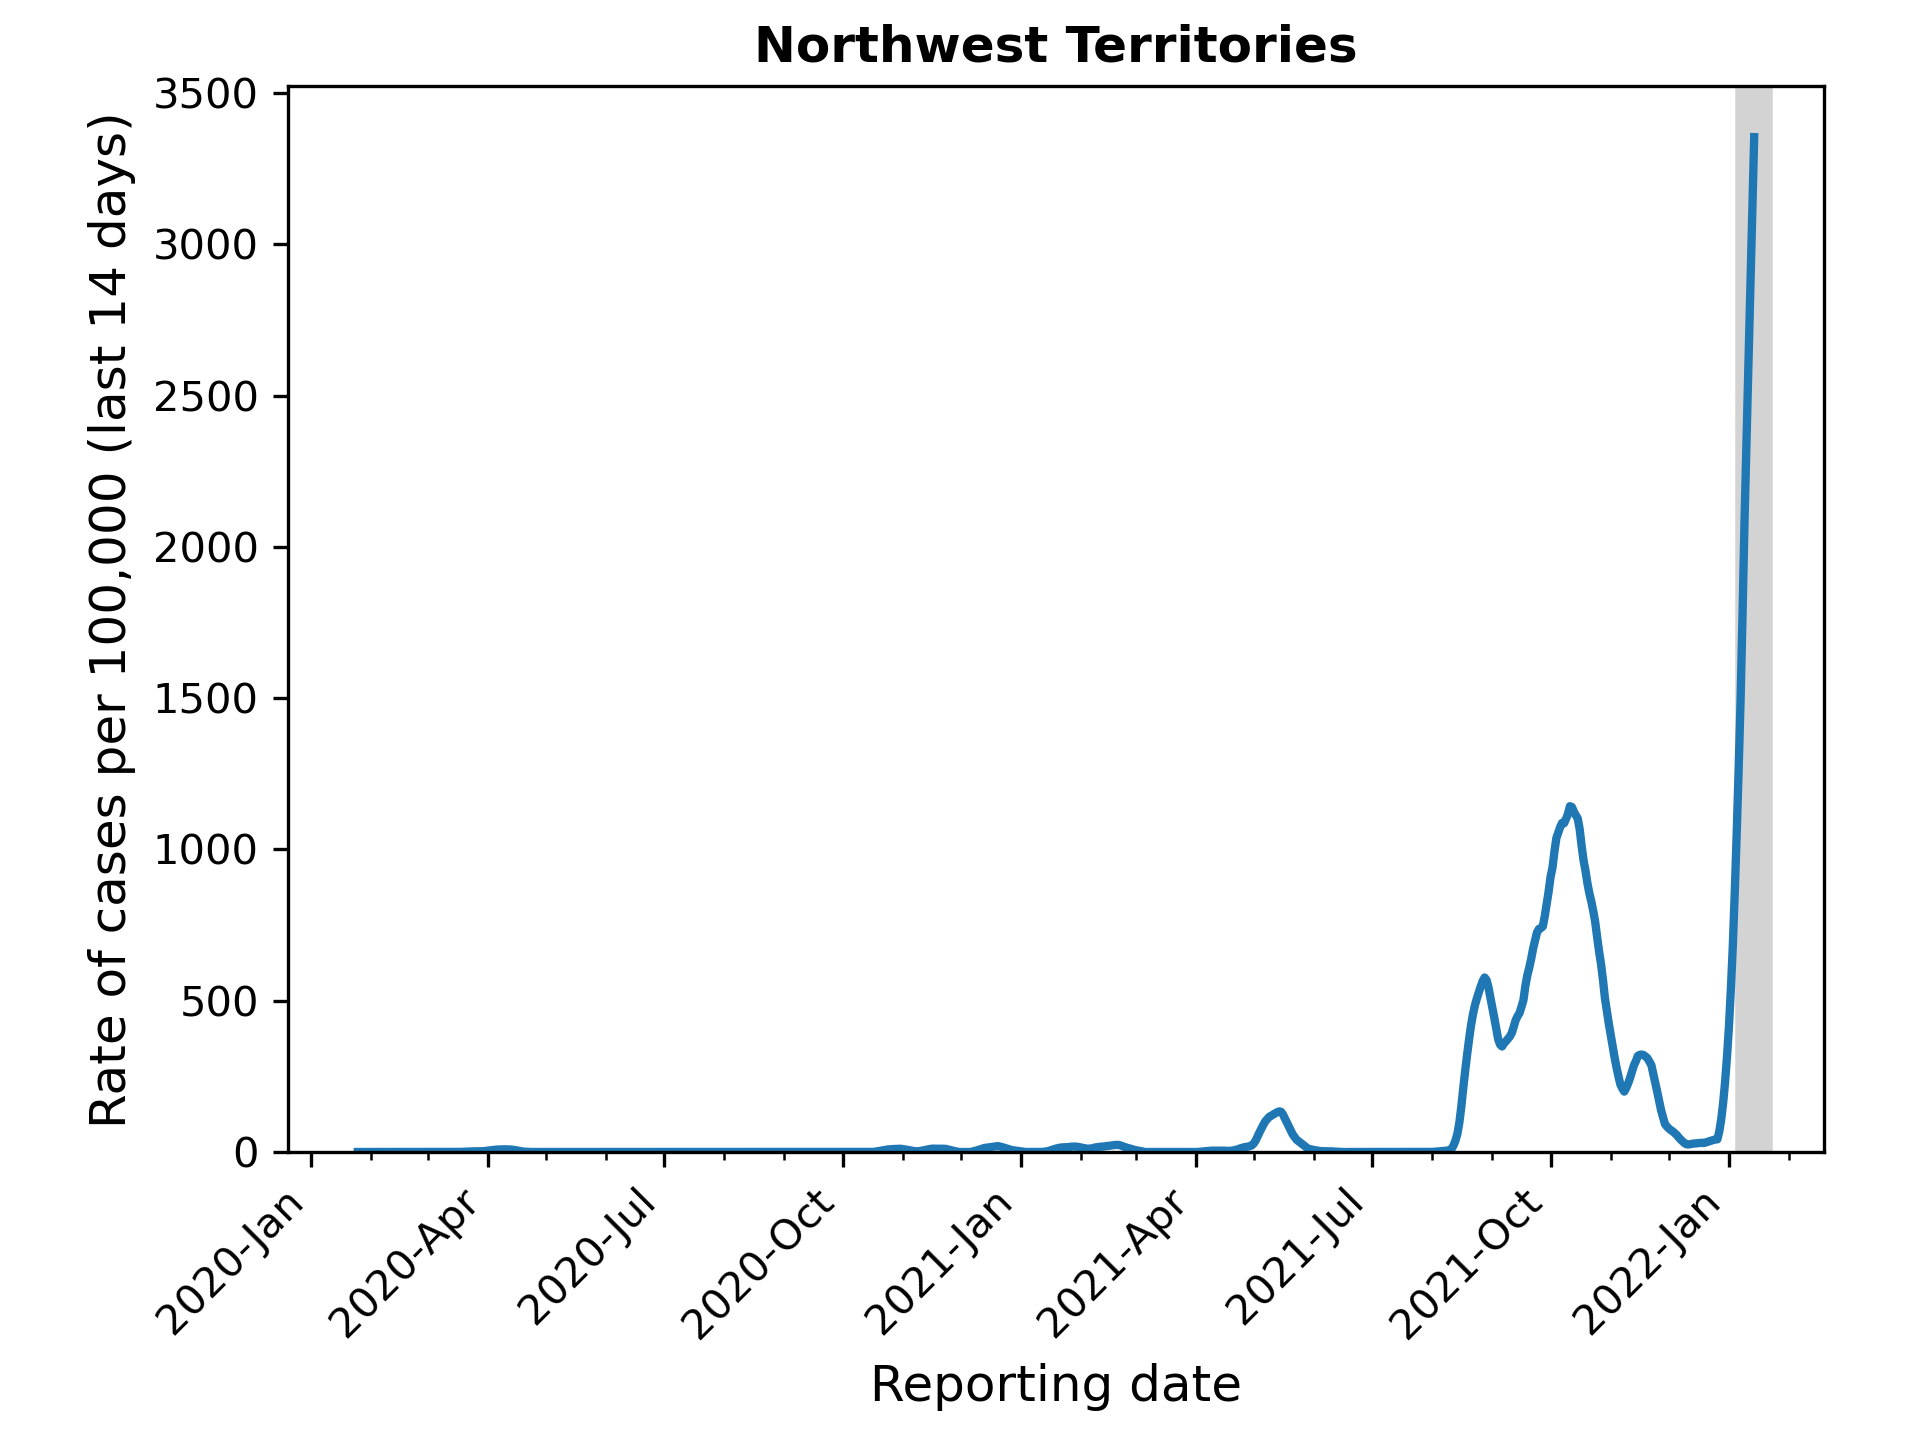 Northwest Territories
Rate of cases per 100,000 (last 14 days)
3500
3000
2500
2000
1500
1000
500
0
2020-Jan
2020-Apr
2020-Jul
2020-Oct
2021-Jan
2021-Apr
2021-Jul
2021-Oct
2022-Jan
Reporting date